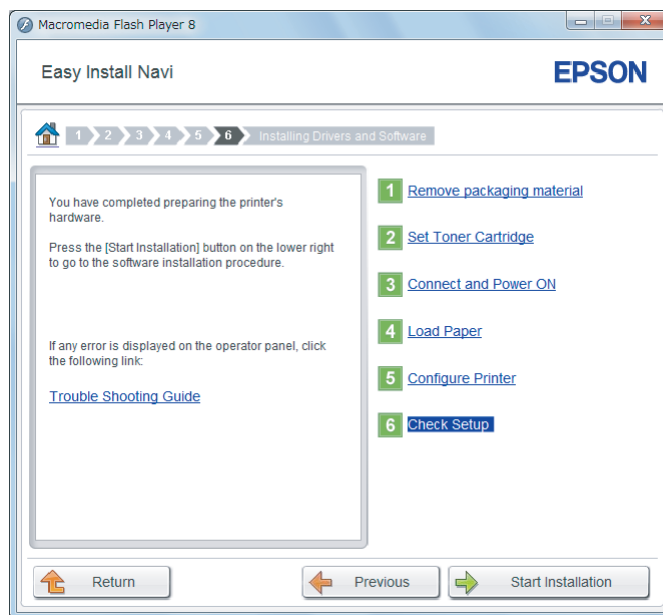 Macromedia Flash Player 8
Easy Install Navi
EPSON
1 2 3 4 5 6 Installing Drivers and Software
You have completed preparing the printer's
hardware.
Press the [Start Installation] button on the lower right
to go to the software installation procedure.
If any error is displayed on the operator panel, click
the following link:
Trouble Shooting Guide
1 Remove packaging material
2 Set Toner Cartridge
3 Connect and Power ON
4 Load Paper
5 Configure Printer
6 Check Setup
Return
Previous
Start Installation